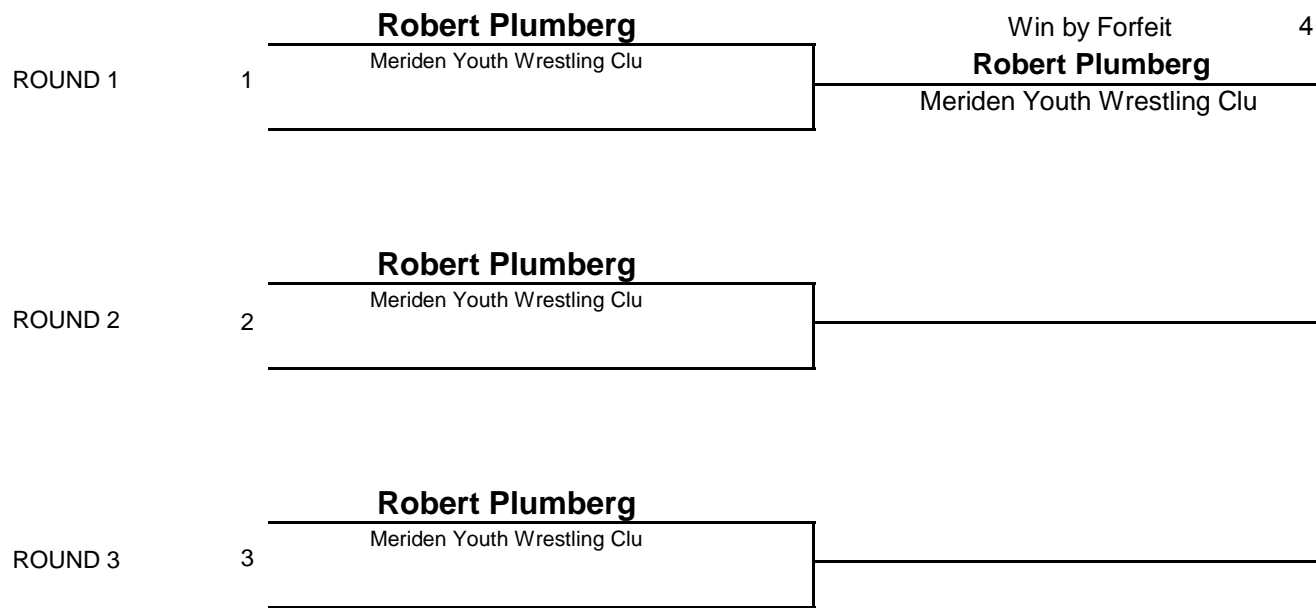 Robert Plumberg
Win by Forfeit 4
Meriden Youth Wrestling Clu
Robert Plumberg
ROUND 1 1
Meriden Youth Wrestling Clu
Robert Plumberg
Meriden Youth Wrestling Clu
ROUND 2 2
Robert Plumberg
Meriden Youth Wrestling Clu
ROUND 3 3